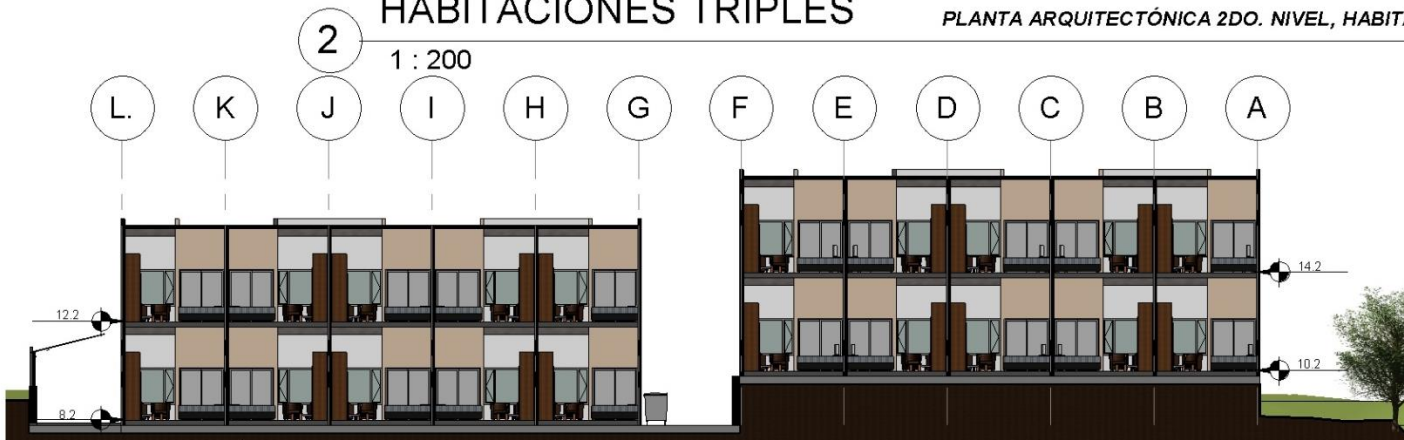 HABITACIONES TRIPLES
PLANTA ARQUITECTÓNICA 2DO. NIVEL, HABIT
2
1 : 200
L. K J I H G F E D C B A
14.2
12.2
10.2
8.2